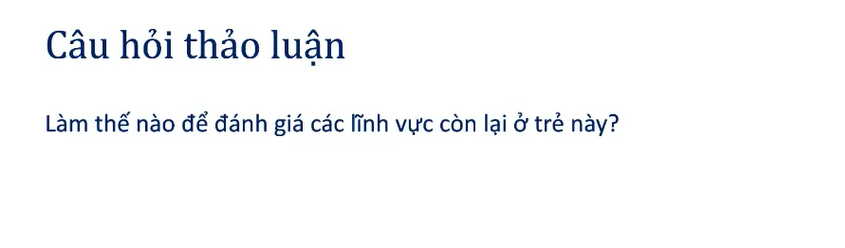 Câu hỏi thảo luận
Làm thế nào để đánh giá các lĩnh vực còn lại ở trẻ này?